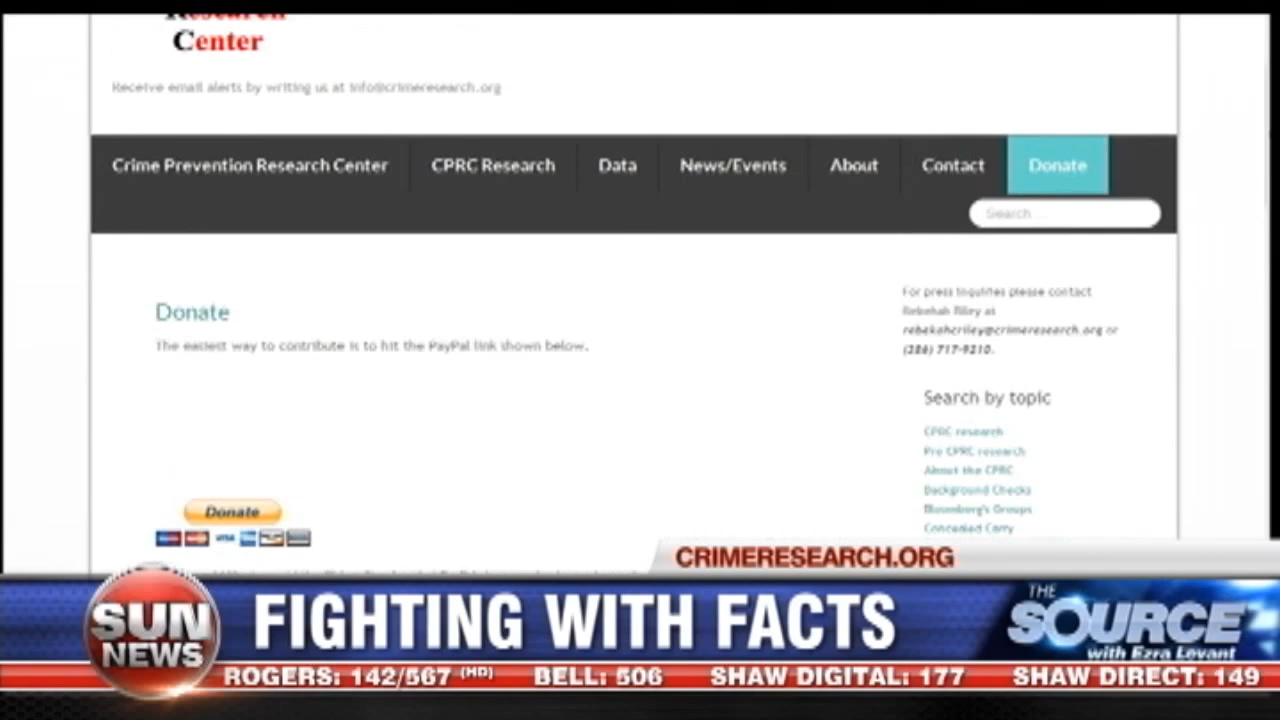 Research
Center
Receive email alerts by writing us at info@crimeresearch.org
Crime Prevention Research Center
CPRC Research
Data
News/Events
About
Contact
Donate
Search ...
Donate
The easiest way to contribute is to hit the PayPal link shown below.
For press inquiries please contact
Rebekah Riley at
rebekahcriley@crimeresearch.org or
Search by topic
CPRC research
Pre CPRC research
About the CPRC
Background Checks
Bloomberg's Groups
Concealed Carry
Donate
VISA
CRIMERESEARCH.ORG
SUN
NEWS
FIGHTING WITH FACTS
THE
SOURCE
with Ezra Levant
ROGERS: 142/567 (HD) BELL: 506 SHAW DIGITAL: 177 SHAW DIRECT: 149